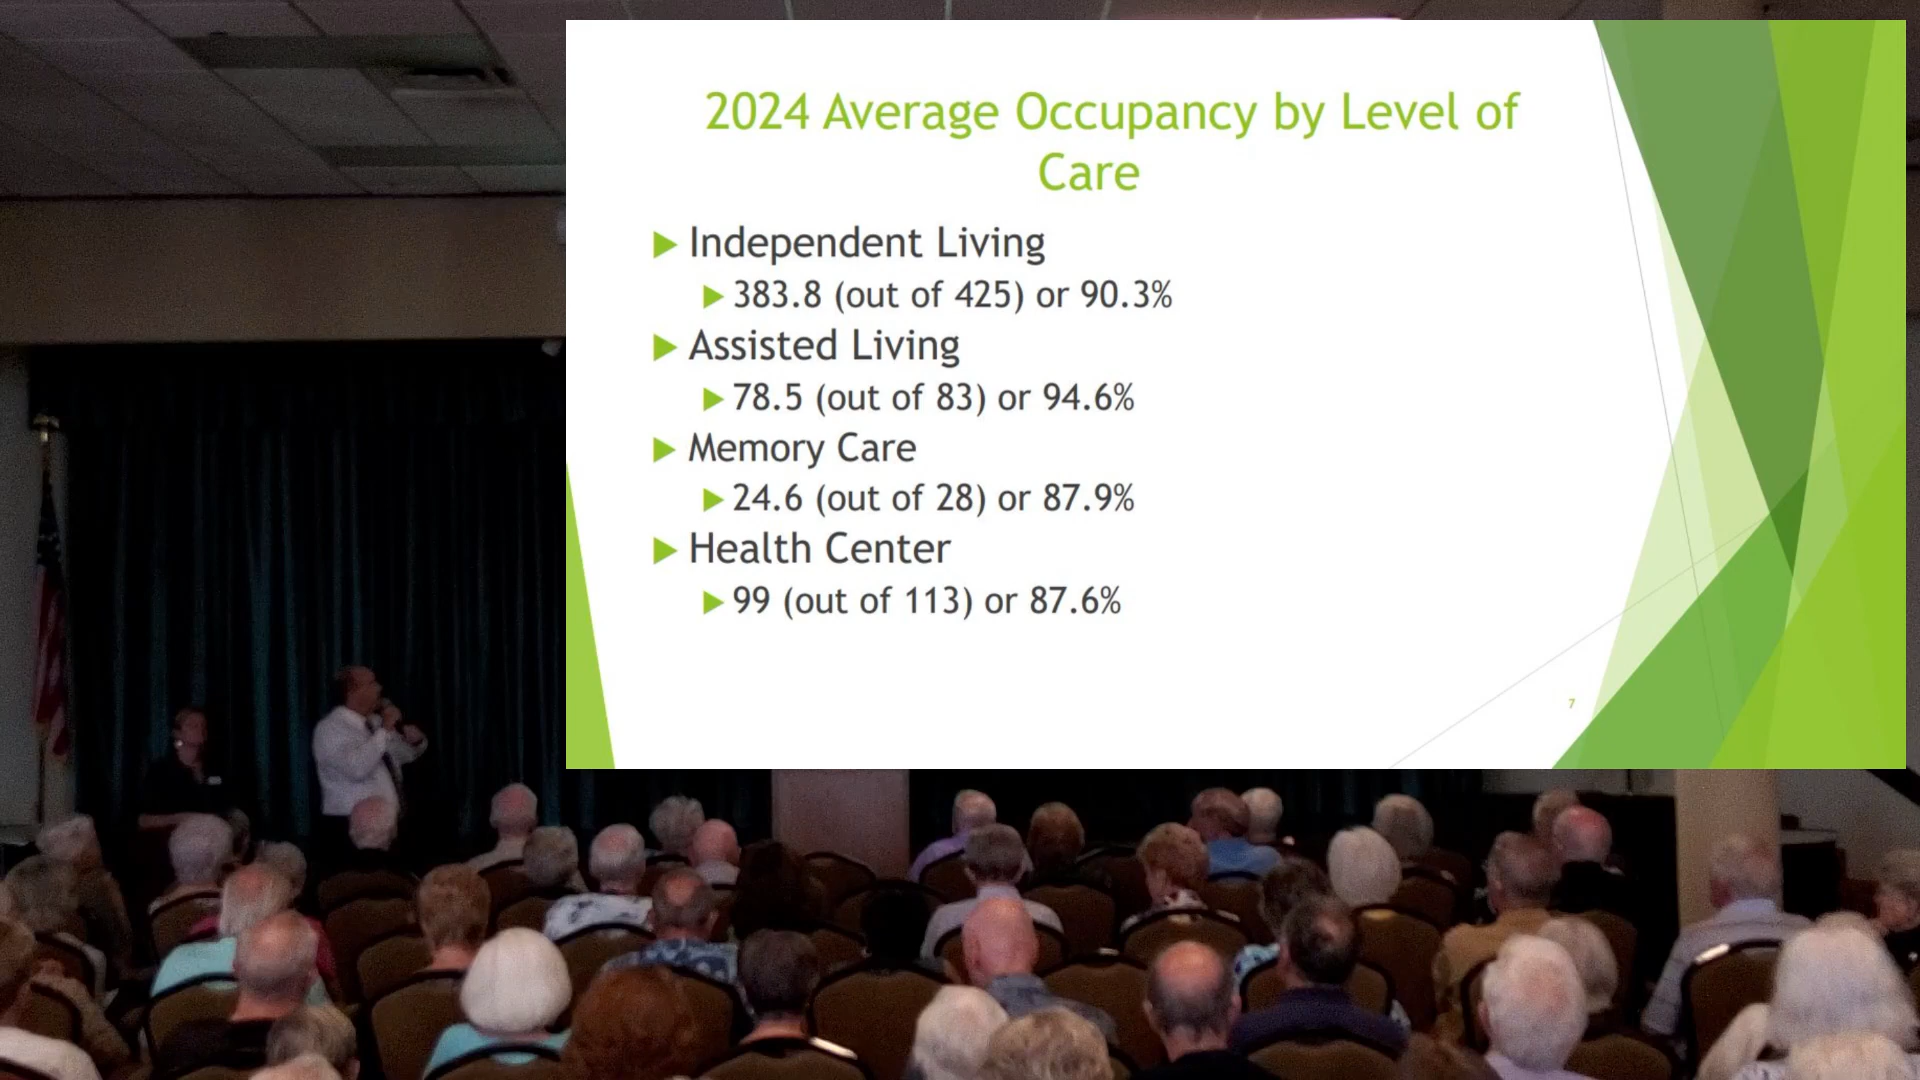 2024 Average Occupancy by Level of
Care
Independent Living
383.8 (out of 425) or 90.3%
Assisted Living
78.5 (out of 83) or 94.6%
Memory Care
24.6 (out of 28) or 87.9%
Health Center
99 (out of 113) or 87.6%
7